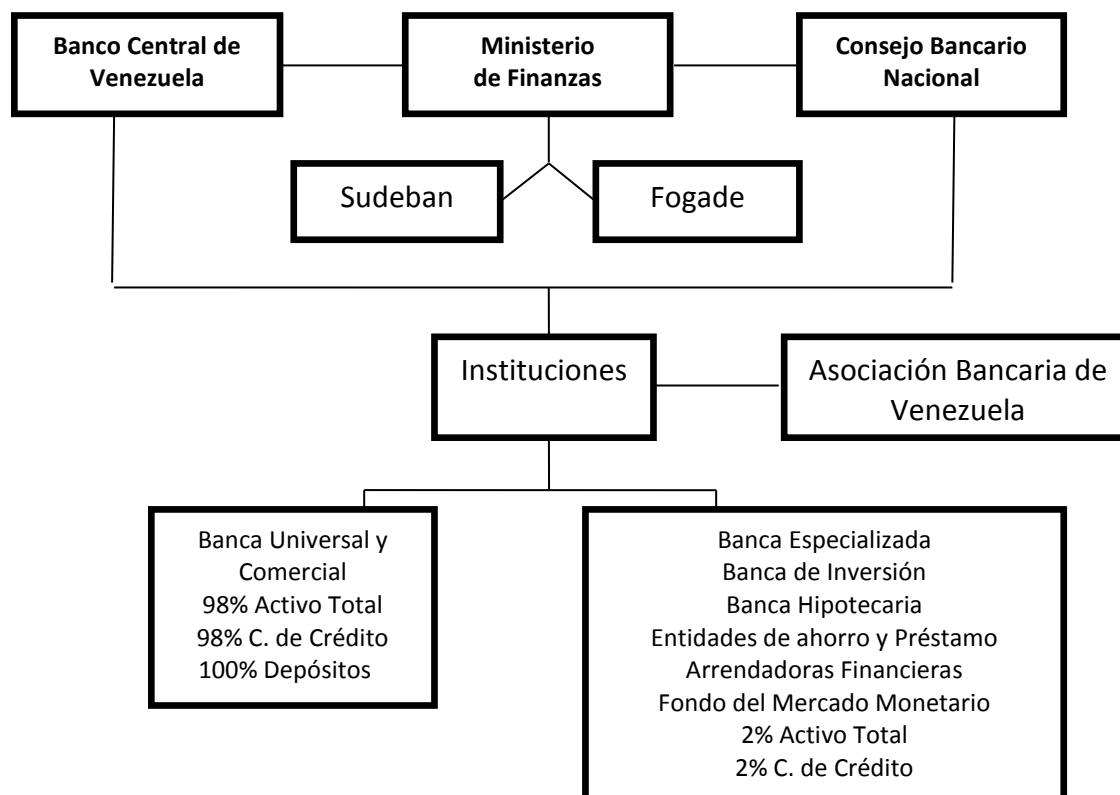 Banco Central de
Venezuela
Ministerio
de Finanzas
Consejo Bancario
Nacional
Sudeban
Fogade
Instituciones
Asociación Bancaria de
Venezuela
Banca Universal y
Comercial
98% Activo Total
98% C. de Crédito
100% Depósitos
Banca Especializada
Banca de Inversión
Banca Hipotecaria
Entidades de ahorro y Préstamo
Arrendadoras Financieras
Fondo del Mercado Monetario
2% Activo Total
2% C. de Crédito